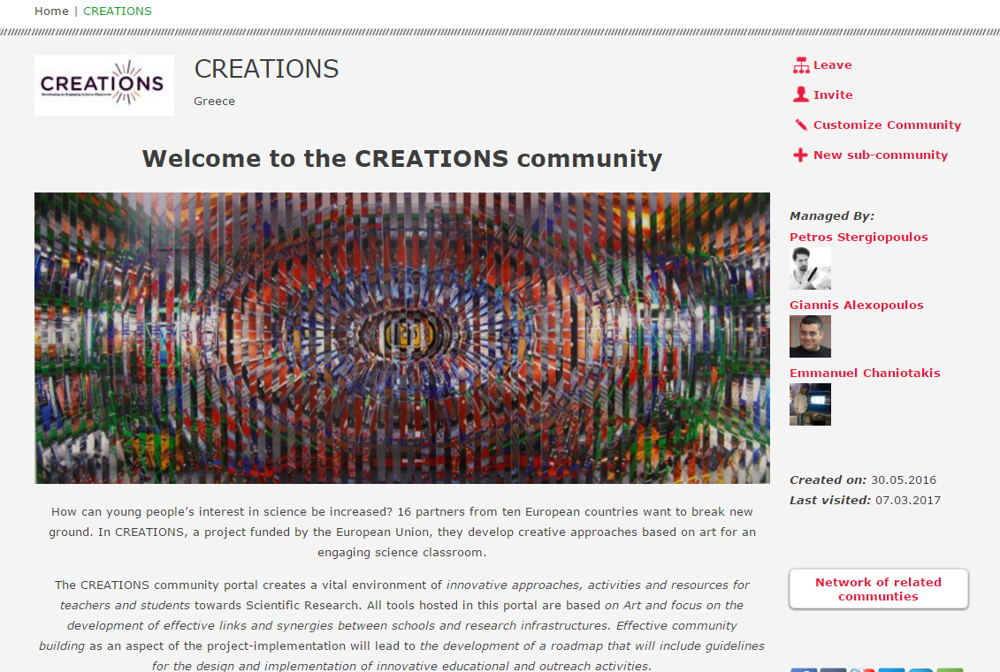 Home | CREATIONS
CREATIONS
Developing an Engaging Science Classroom
CREATIONS
Greece
Leave
Invite
Customize Community
New sub-community
Welcome to the CREATIONS community
Managed By:
Petros Stergiopoulos
Giannis Alexopoulos
Emmanuel Chaniotakis
Created on: 30.05.2016
Last visited: 07.03.2017
Network of related
communties
How can young people’s interest in science be increased? 16 partners from ten European countries want to break new
ground. In CREATIONS, a project funded by the European Union, they develop creative approaches based on art for an
engaging science classroom.
The CREATIONS community portal creates a vital environment of innovative approaches, activities and resources for
teachers and students towards Scientific Research. All tools hosted in this portal are based on Art and focus on the
development of effective links and synergies between schools and research infrastructures. Effective community
building as an aspect of the project-implementation will lead to the development of a roadmap that will include guidelines
for the design and implementation of innovative educational and outreach activities.